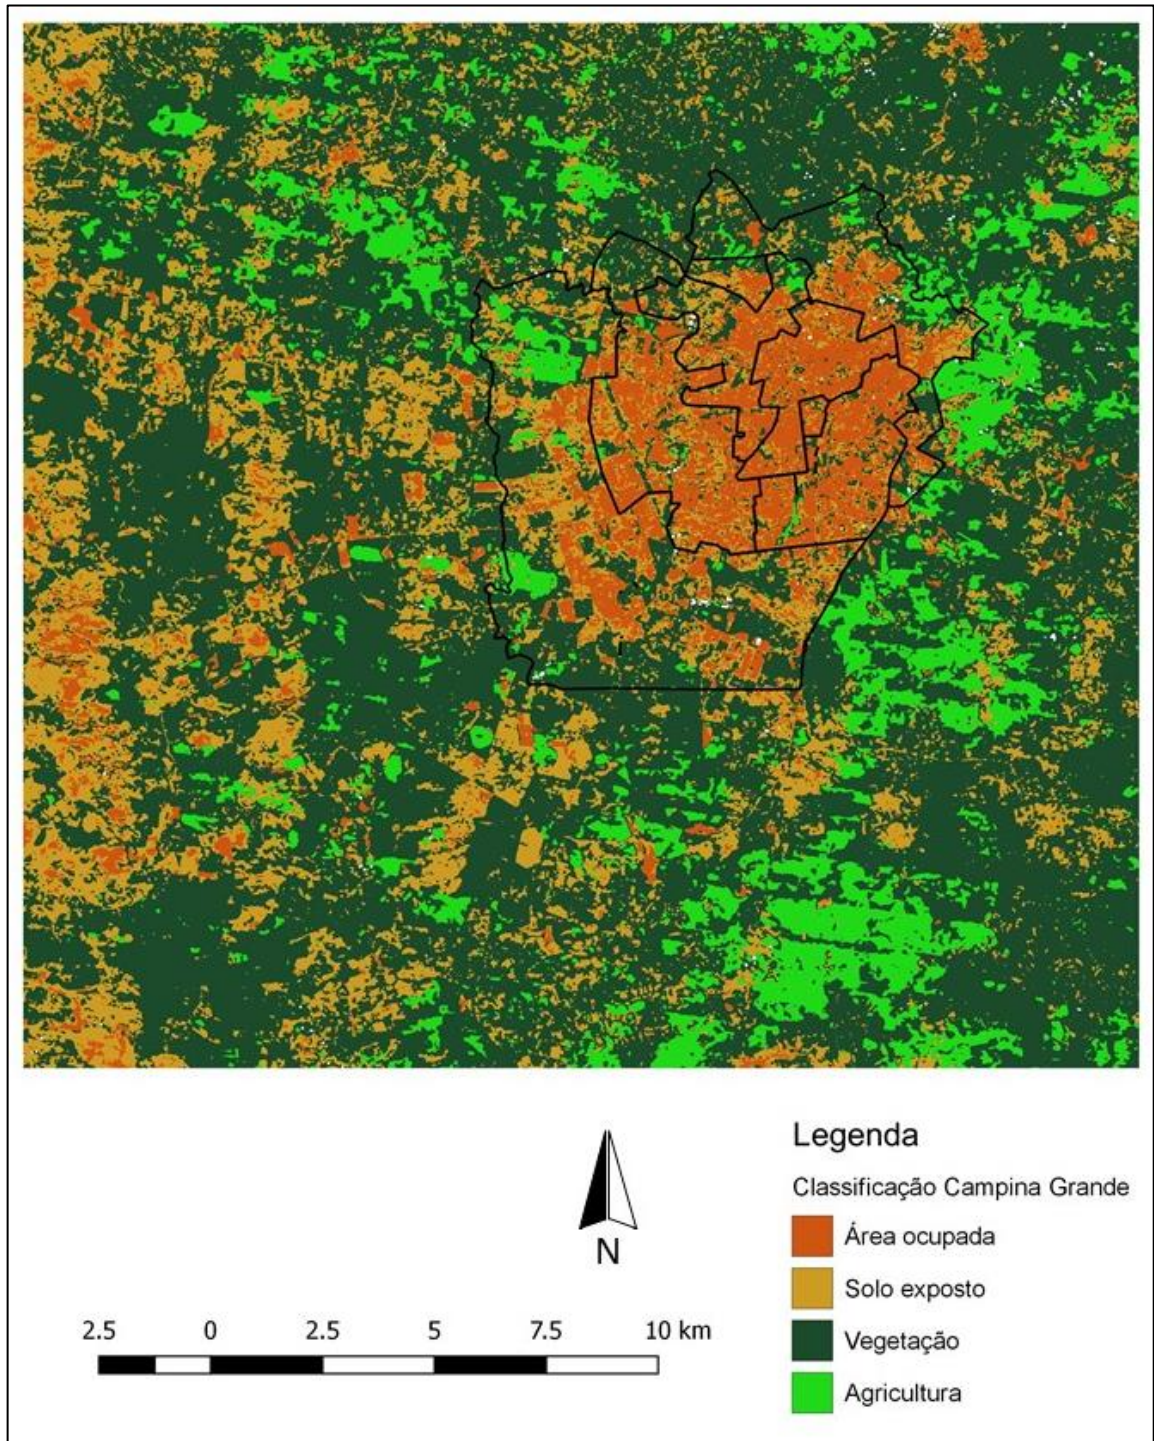 Legenda
Classificação Campina Grande
Área ocupada
Solo exposto
Vegetação
Agricultura
N
2.5 0 2.5 5 7.5 10 km